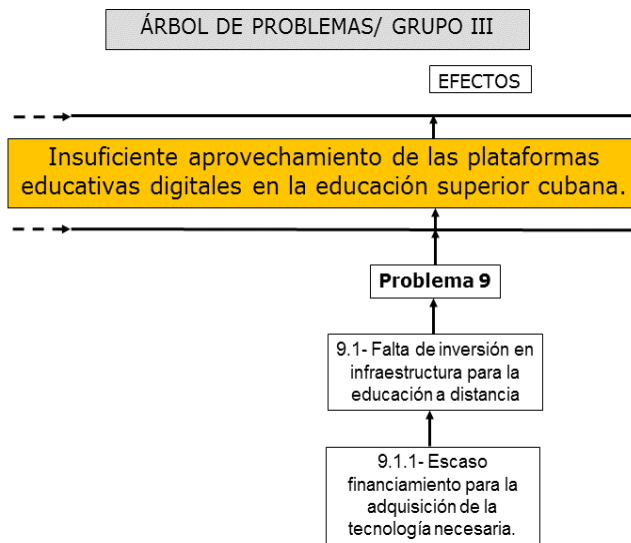 ÁRBOL DE PROBLEMAS/ GRUPO III
EFECTOS
Insuficiente aprovechamiento de las plataformas
educativas digitales en la educación superior cubana.
Problema 9
9.1- Falta de inversión en
infraestructura para la
educación a distancia
9.1.1- Escaso
financiamiento para la
adquisición de la
tecnología necesaria.